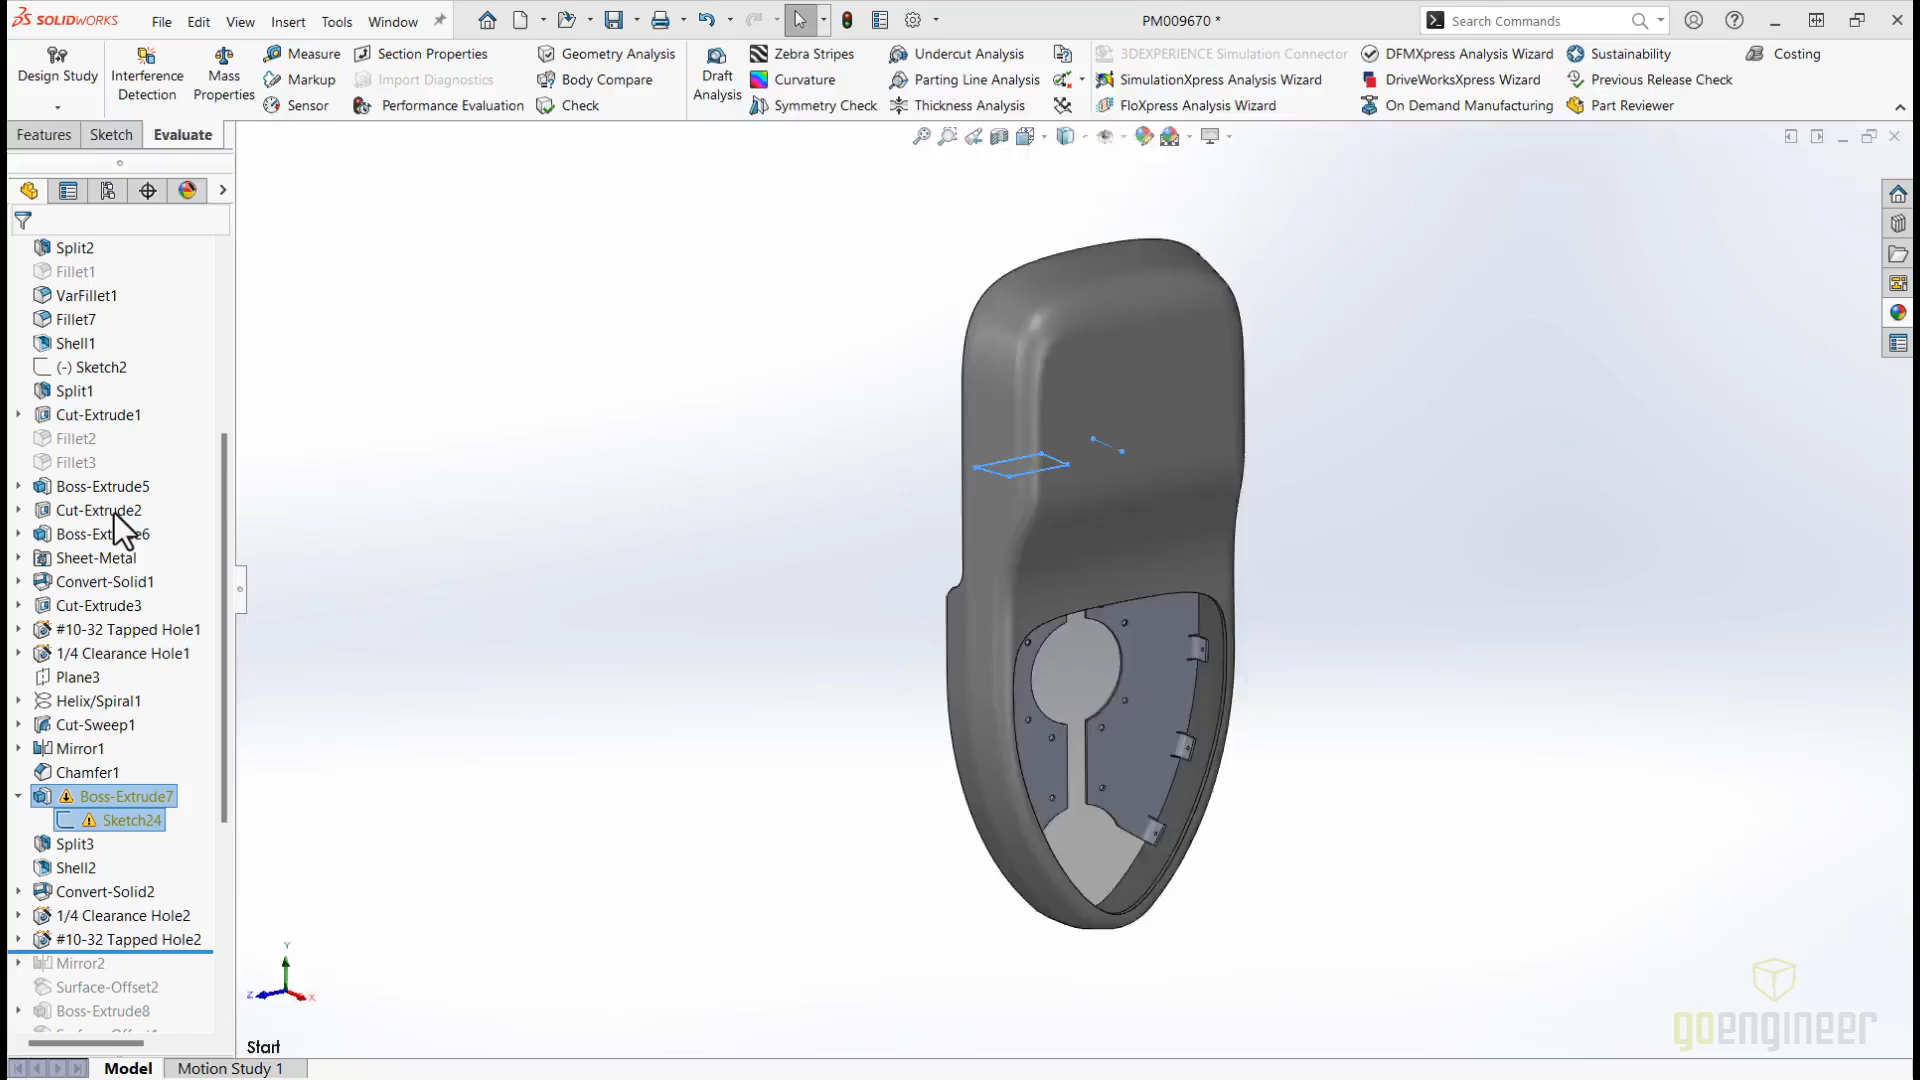 SOLIDWORKS File Edit View Insert Tools Window PM009670 * Search Commands
Design Study
Interference Detection
Mass Properties
Measure
Markup
Sensor
Section Properties
Import Diagnostics
Performance Evaluation
Geometry Analysis
Body Compare
Check
Draft Analysis
Zebra Stripes
Curvature
Symmetry Check
Undercut Analysis
Parting Line Analysis
Thickness Analysis
3DEXPERIENCE Simulation Connector
SimulationXpress Analysis Wizard
FloXpress Analysis Wizard
DFMXpress Analysis Wizard
DriveWorksXpress Wizard
On Demand Manufacturing
Sustainability
Previous Release Check
Part Reviewer
Costing
Features Sketch Evaluate
Split2
Fillet1
VarFillet1
Fillet7
Shell1
(-) Sketch2
Split1
Cut-Extrude1
Fillet2
Fillet3
Boss-Extrude5
Cut-Extrude2
Boss-Ext e6
Sheet-Metal
Convert-Solid1
Cut-Extrude3
#10-32 Tapped Hole1
1/4 Clearance Hole1
Plane3
Helix/Spiral1
Cut-Sweep1
Mirror1
Chamfer1
Boss-Extrude7
Sketch24
Split3
Shell2
Convert-Solid2
1/4 Clearance Hole2
#10-32 Tapped Hole2
Mirror2
Surface-Offset2
Boss-Extrude8
Y
Z X
Start
goengineer
Model Motion Study 1